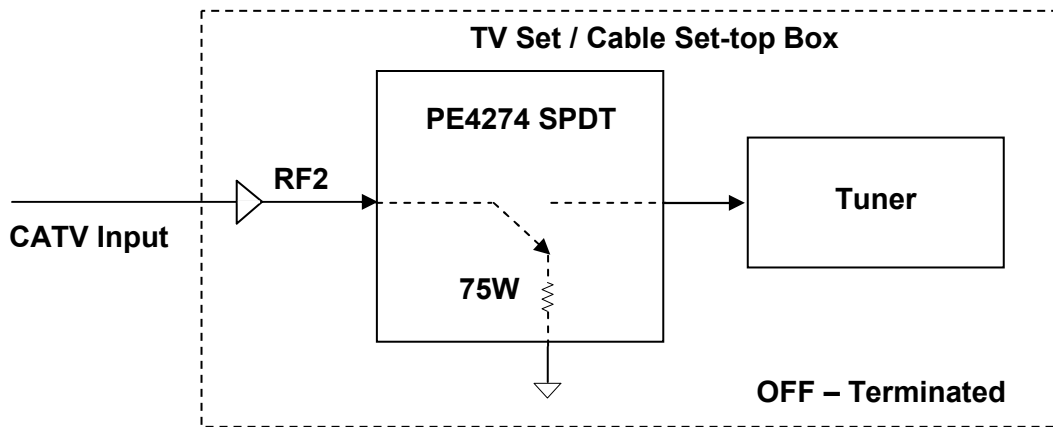 TV Set / Cable Set-top Box
PE4274 SPDT
RF2
Tuner
CATV Input
75W
OFF – Terminated